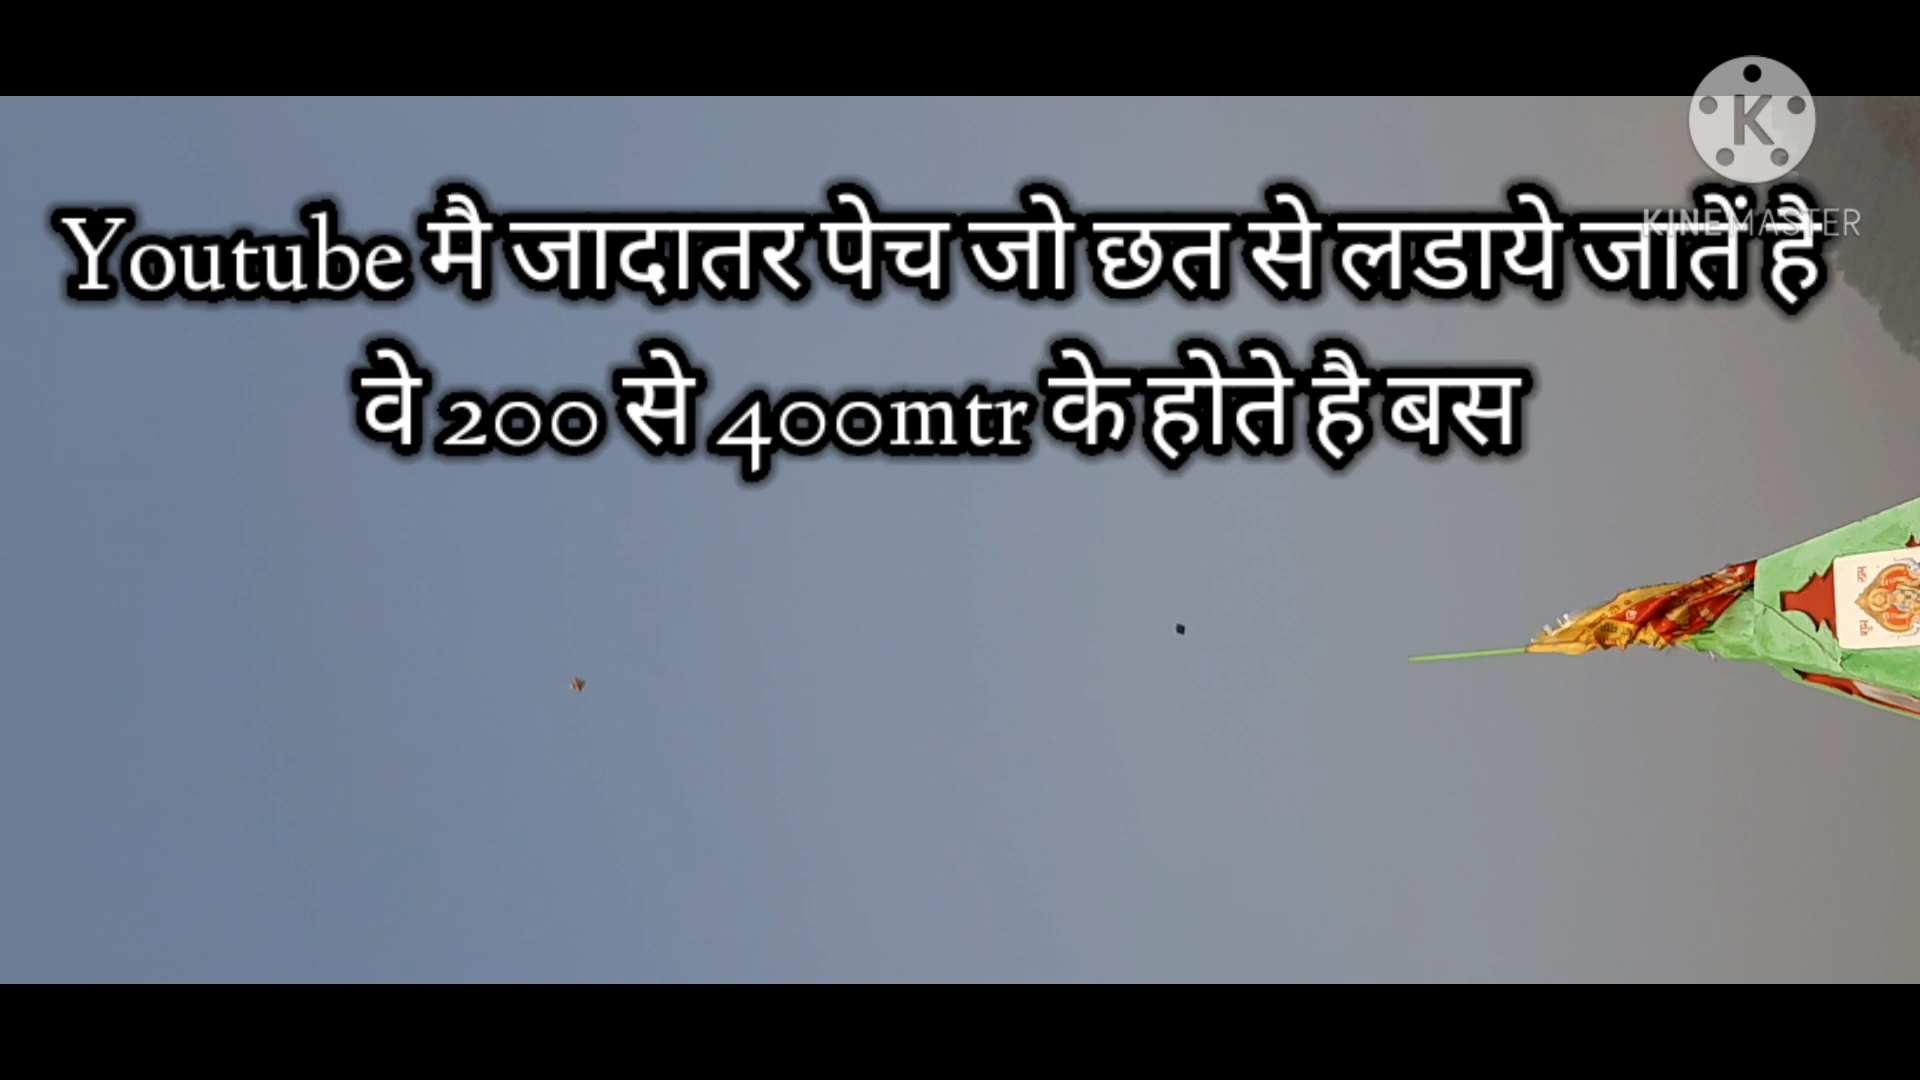 Youtube मै जादातर पेच जो छत से लडाये जातें है
वे 200 से 400mtr के होते है बस
K
KINEMASTER